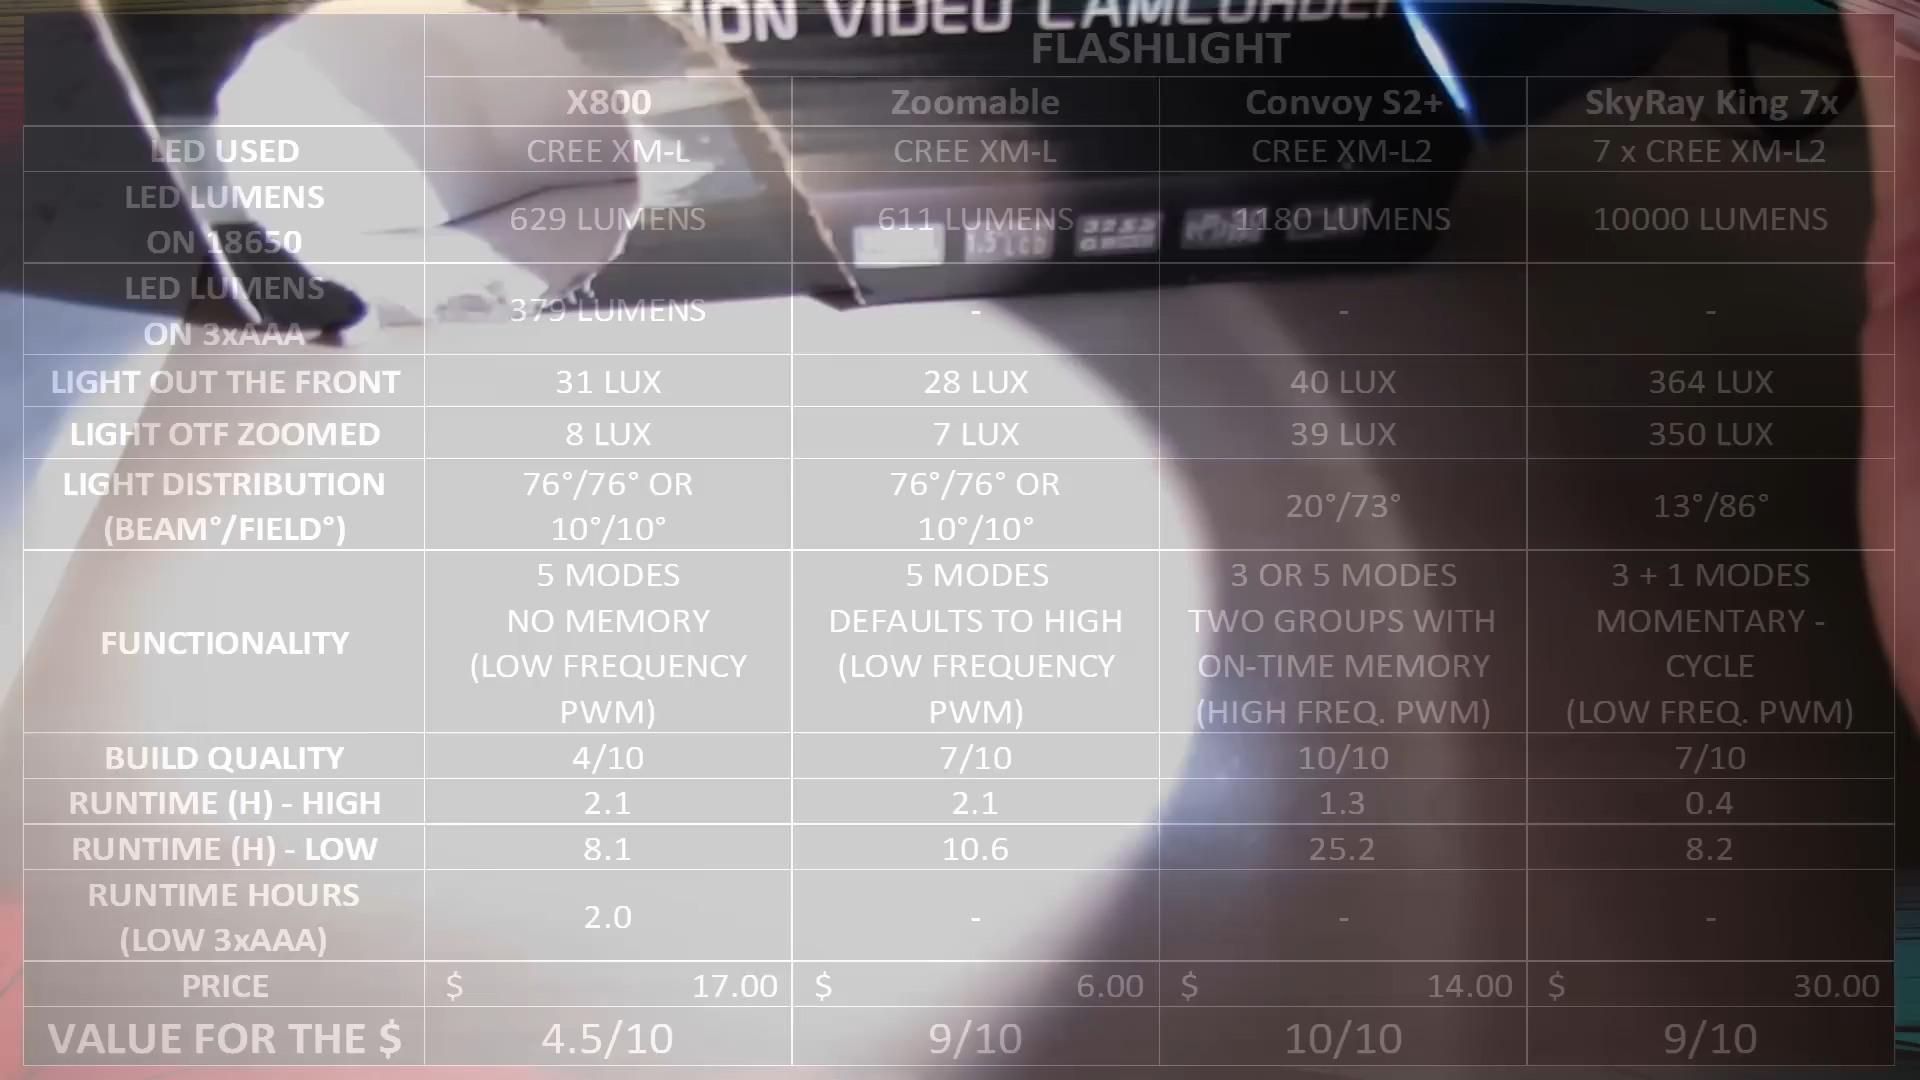 ION VIDEO CAMCORDER
FLASHLIGHT
X800 Zoomable Convoy S2+ SkyRay King 7x
LED USED CREE XM-L CREE XM-L CREE XM-L2 7 x CREE XM-L2
LED LUMENS
ON 18650 629 LUMENS 611 LUMENS 1180 LUMENS 10000 LUMENS
LED LUMENS
ON 3xAAA 379 LUMENS - - -
LIGHT OUT THE FRONT 31 LUX 28 LUX 40 LUX 364 LUX
LIGHT OTF ZOOMED 8 LUX 7 LUX 39 LUX 350 LUX
LIGHT DISTRIBUTION
(BEAM°/FIELD°)
76°/76° OR
10°/10°
76°/76° OR
10°/10°
20°/73°
13°/86°
FUNCTIONALITY
5 MODES
NO MEMORY
(LOW FREQUENCY
PWM)
5 MODES
DEFAULTS TO HIGH
(LOW FREQUENCY
PWM)
3 OR 5 MODES
TWO GROUPS WITH
ON-TIME MEMORY
(HIGH FREQ. PWM)
3 + 1 MODES
MOMENTARY -
CYCLE
(LOW FREQ. PWM)
BUILD QUALITY 4/10 7/10 10/10 7/10
RUNTIME (H) - HIGH 2.1 2.1 1.3 0.4
RUNTIME (H) - LOW 8.1 10.6 25.2 8.2
RUNTIME HOURS
(LOW 3xAAA) 2.0 - - -
PRICE $ 17.00 $ 6.00 $ 14.00 $ 30.00
VALUE FOR THE $ 4.5/10 9/10 10/10 9/10